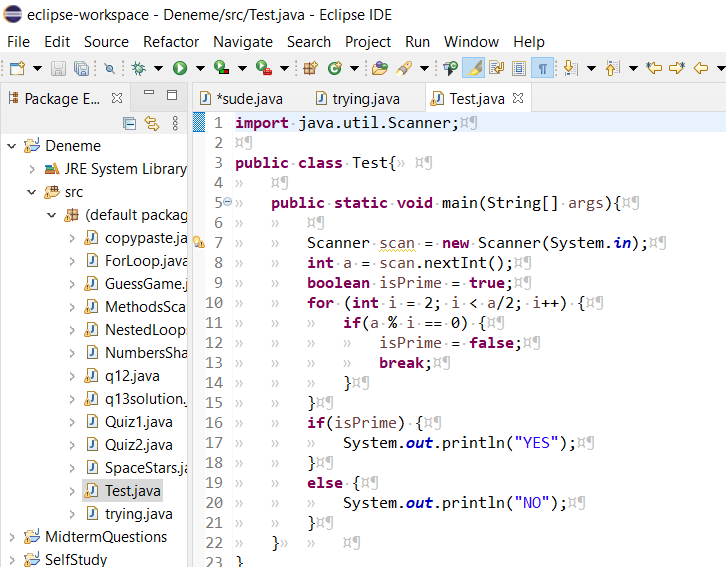 eclipse-workspace - Deneme/src/Test.java - Eclipse IDE
File Edit Source Refactor Navigate Search Project Run Window Help
Package E...
*sude.java trying.java Test.java
Deneme
JRE System Library
src
(default packag
copypaste.ja
ForLoop.java
GuessGame.j
MethodsSca
NestedLoop
NumbersSha
q12.java
q13solution.
Quiz1.java
Quiz2.java
SpaceStars.ja
Test.java
trying.java
MidtermQuestions
SelfStudy
1 import·java.util.Scanner;¤¶
2 ¤¶
3 public·class·Test{» ¤¶
4 » ¤¶
5 » public·static·void·main(String[]·args){¤¶
6 » » ¤¶
7 » » Scanner·scan·=·new·Scanner(System.in);¤¶
8 » » int·a·=·scan.nextInt();¤¶
9 » » boolean·isPrime·=·true;¤¶
10 » » for·(int·i·=·2;·i·<·a/2;·i++)·{¤¶
11 » » » if(a·%·i·==·0)·{¤¶
12 » » » » isPrime·=·false;¤¶
13 » » » » break;¤¶
14 » » » }¤¶
15 » » }¤¶
16 » » if(isPrime)·{¤¶
17 » » » System.out.println("YES");¤¶
18 » » }¤¶
19 » » else·{¤¶
20 » » » System.out.println("NO");¤¶
21 » » }¤¶
22 » }» » ¤¶
23 }